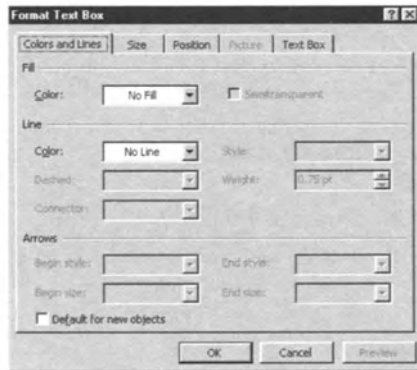 Format Text Box
Colors and Lines Size Position Picture Text Box
Fill
Color: No Fill Semitransparent
Line
Color: No Line Style:
Dashed: Weight: 0.75 pt
Connector:
Arrows
Begin style: End style:
Begin size: End size:
Default for new objects
OK Cancel Preview